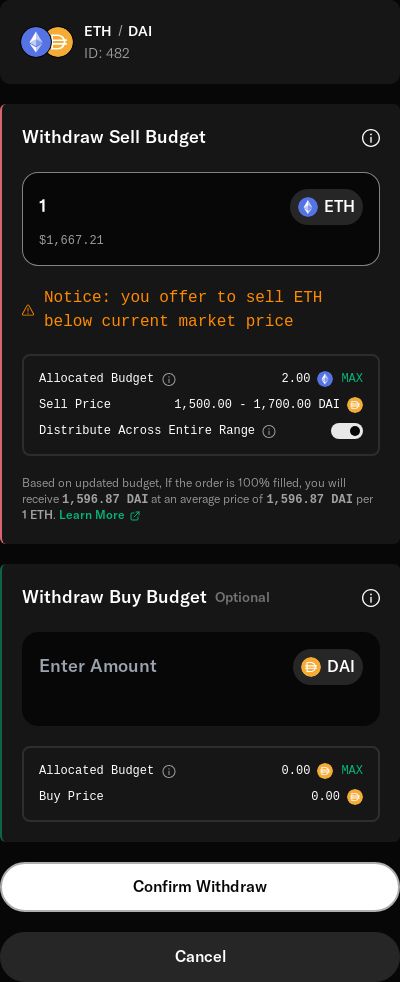 ETH / DAI
ID: 482
Withdraw Sell Budget
1
ETH
$1,667.21
Notice: you offer to sell ETH
below current market price
Allocated Budget 2.00 MAX
Sell Price 1,500.00 - 1,700.00 DAI
Distribute Across Entire Range
Based on updated budget, If the order is 100% filled, you will
receive 1,596.87 DAI at an average price of 1,596.87 DAI per
1 ETH. Learn More
Withdraw Buy Budget Optional
Enter Amount DAI
Allocated Budget 0.00 MAX
Buy Price 0.00
Confirm Withdraw
Cancel